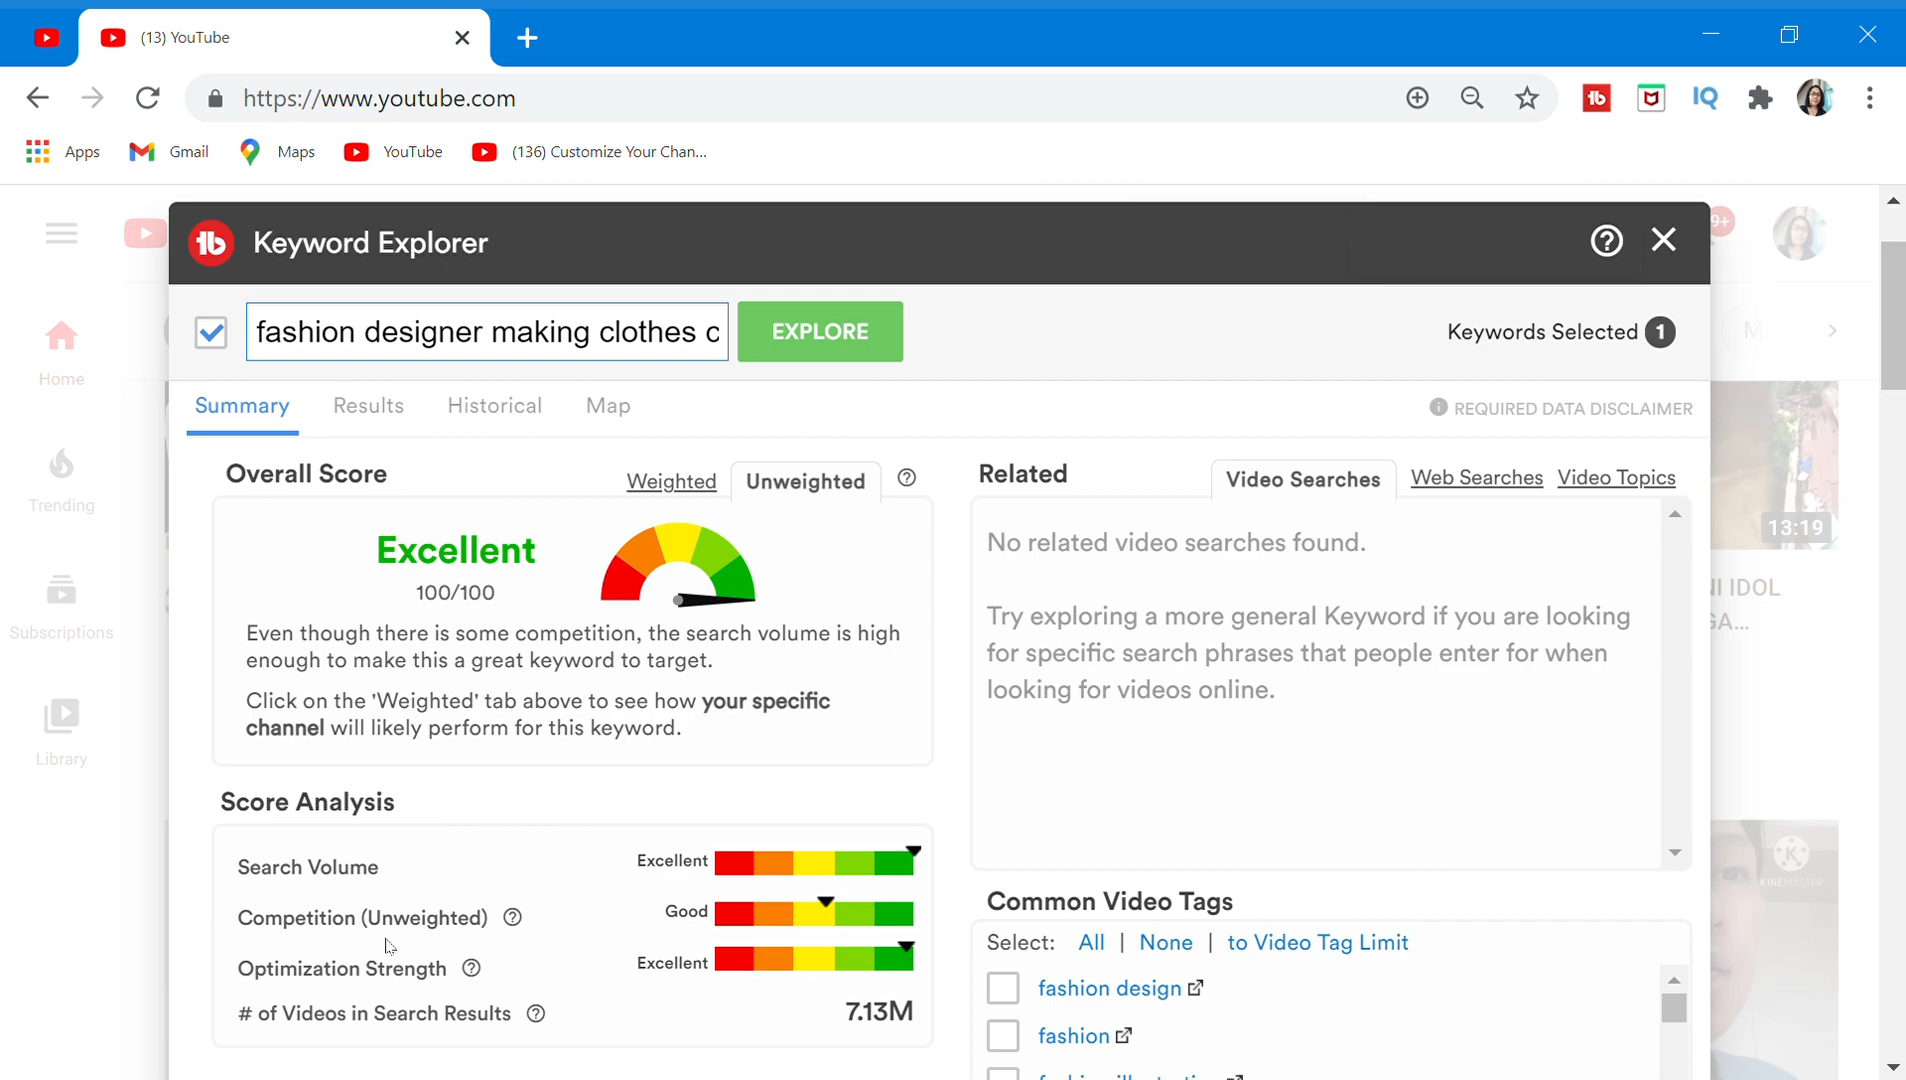 (13) YouTube
https://www.youtube.com
Apps
Gmail
Maps
YouTube
(136) Customize Your Chan...
Keyword Explorer
fashion designer making clothes c
EXPLORE
Keywords Selected 1
Summary
Results
Historical
Map
REQUIRED DATA DISCLAIMER
Overall Score
Weighted
Unweighted
Excellent
100/100
Even though there is some competition, the search volume is high
enough to make this a great keyword to target.
Click on the 'Weighted' tab above to see how your specific
channel will likely perform for this keyword.
Score Analysis
Search Volume
Excellent
Competition (Unweighted)
Good
Optimization Strength
Excellent
# of Videos in Search Results
7.13M
Related
Video Searches
Web Searches
Video Topics
No related video searches found.
Try exploring a more general Keyword if you are looking
for specific search phrases that people enter for when
looking for videos online.
Common Video Tags
Select: All | None | to Video Tag Limit
fashion design
fashion
Home
Trending
Subscriptions
Library
9+
13:19
IDOL
KINEMASTER